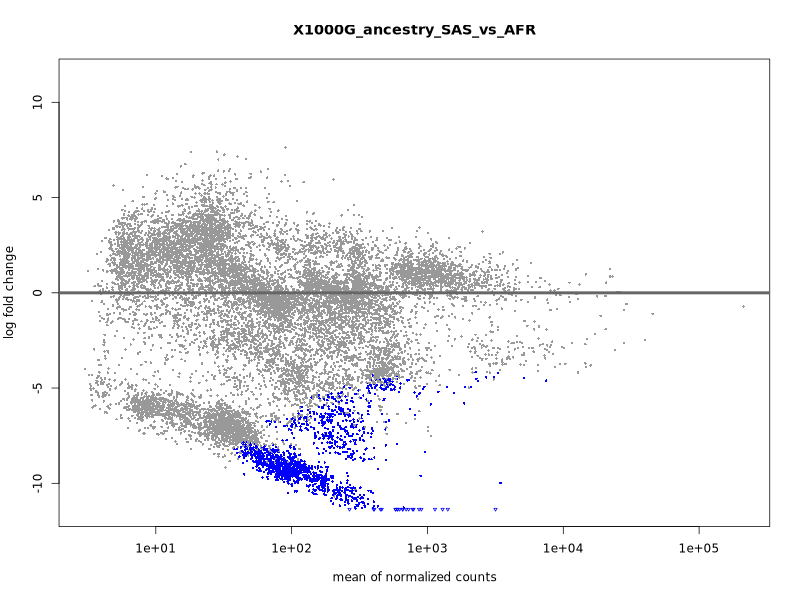 X1000G_ancestry_SAS_vs_AFR
10
5
0
-5
-10
log fold change
1e+01 1e+02 1e+03 1e+04 1e+05
mean of normalized counts